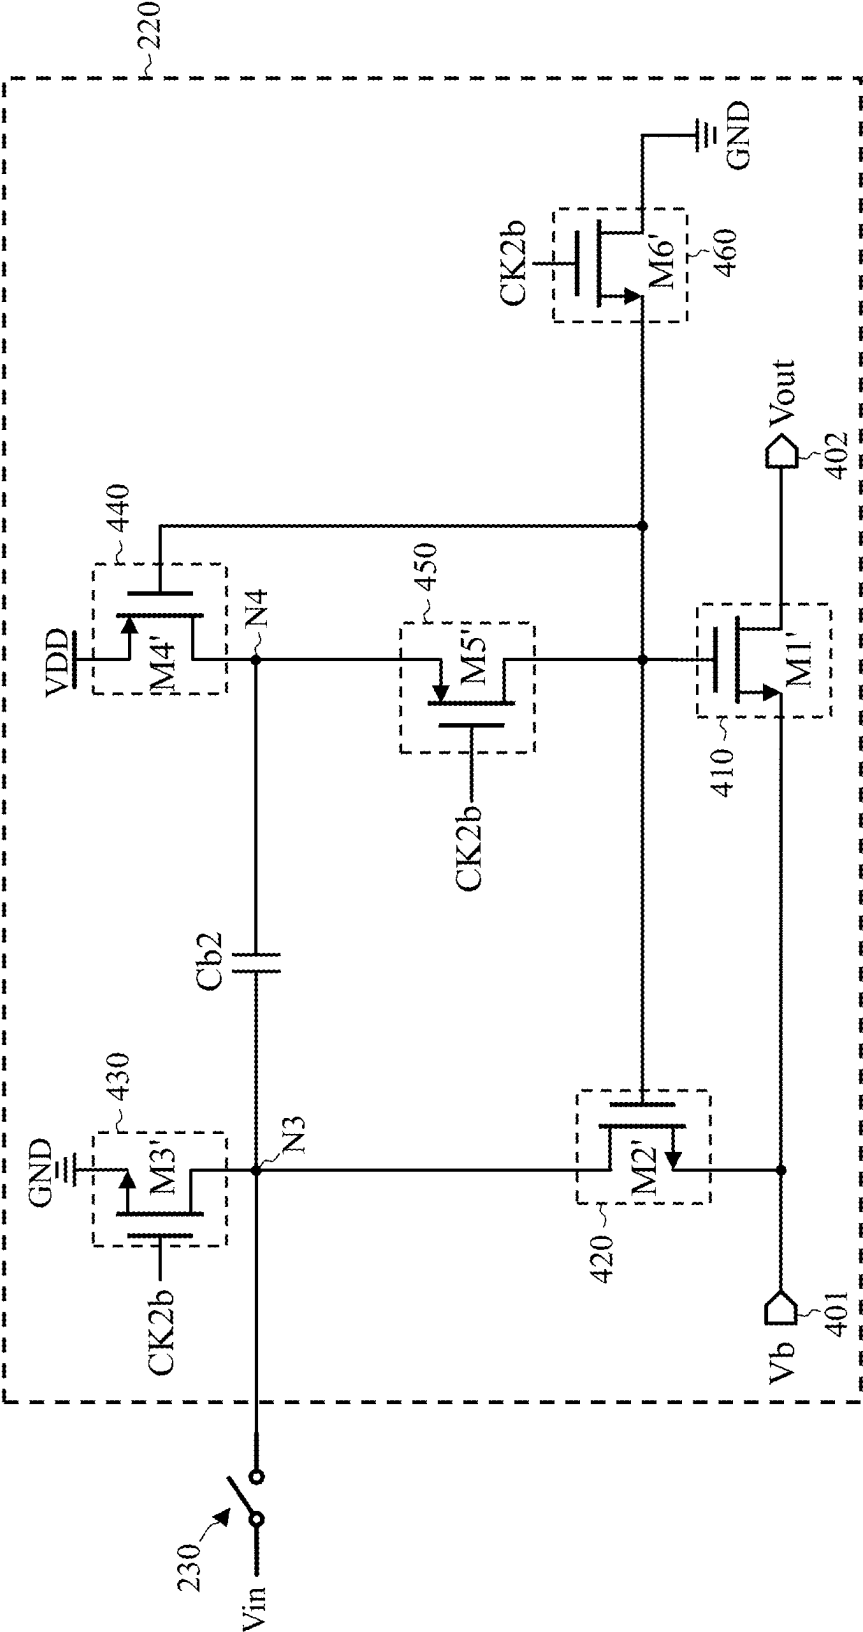 220
VDD
440
M4'
N4
450
M5'
CK2b
CK2b
M6'
460
GND
Vout
402
M1'
410
Cb2
GND
430
M3'
CK2b
N3
M2'
420
Vb
401
230
Vin